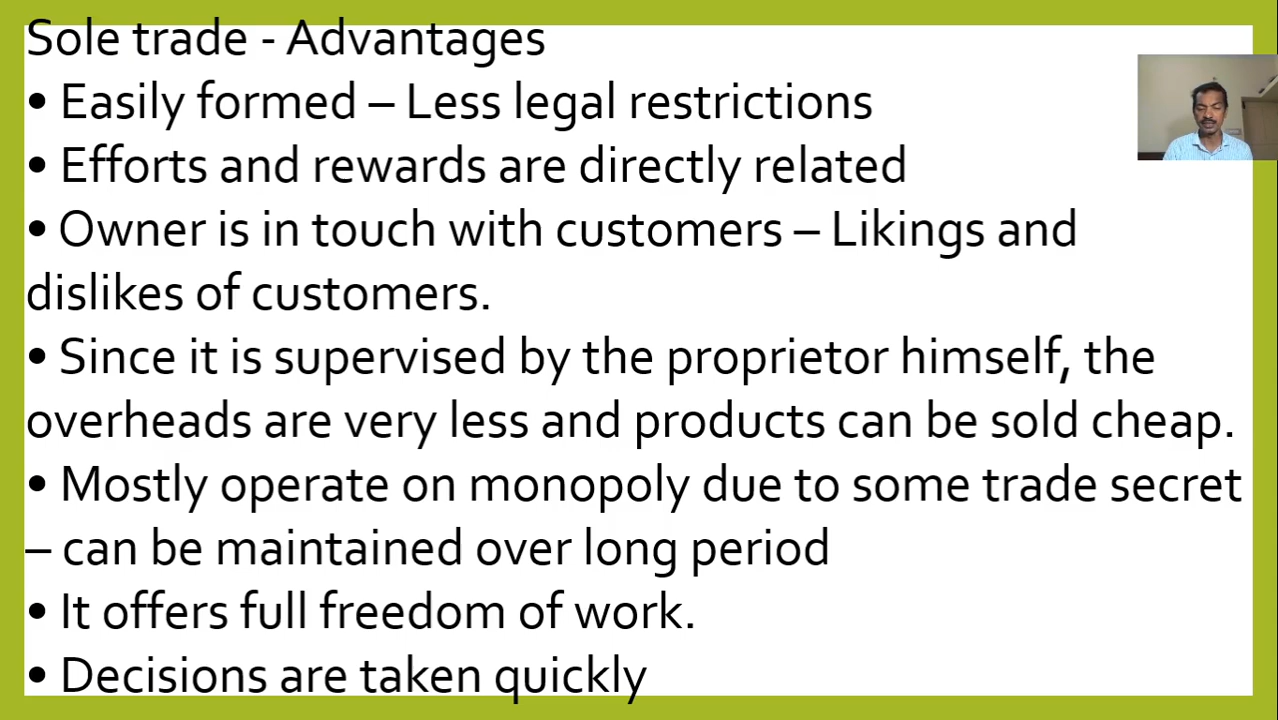 Sole trade - Advantages
• Easily formed – Less legal restrictions
• Efforts and rewards are directly related
• Owner is in touch with customers – Likings and
dislikes of customers.
• Since it is supervised by the proprietor himself, the
overheads are very less and products can be sold cheap.
• Mostly operate on monopoly due to some trade secret
– can be maintained over long period
• It offers full freedom of work.
• Decisions are taken quickly